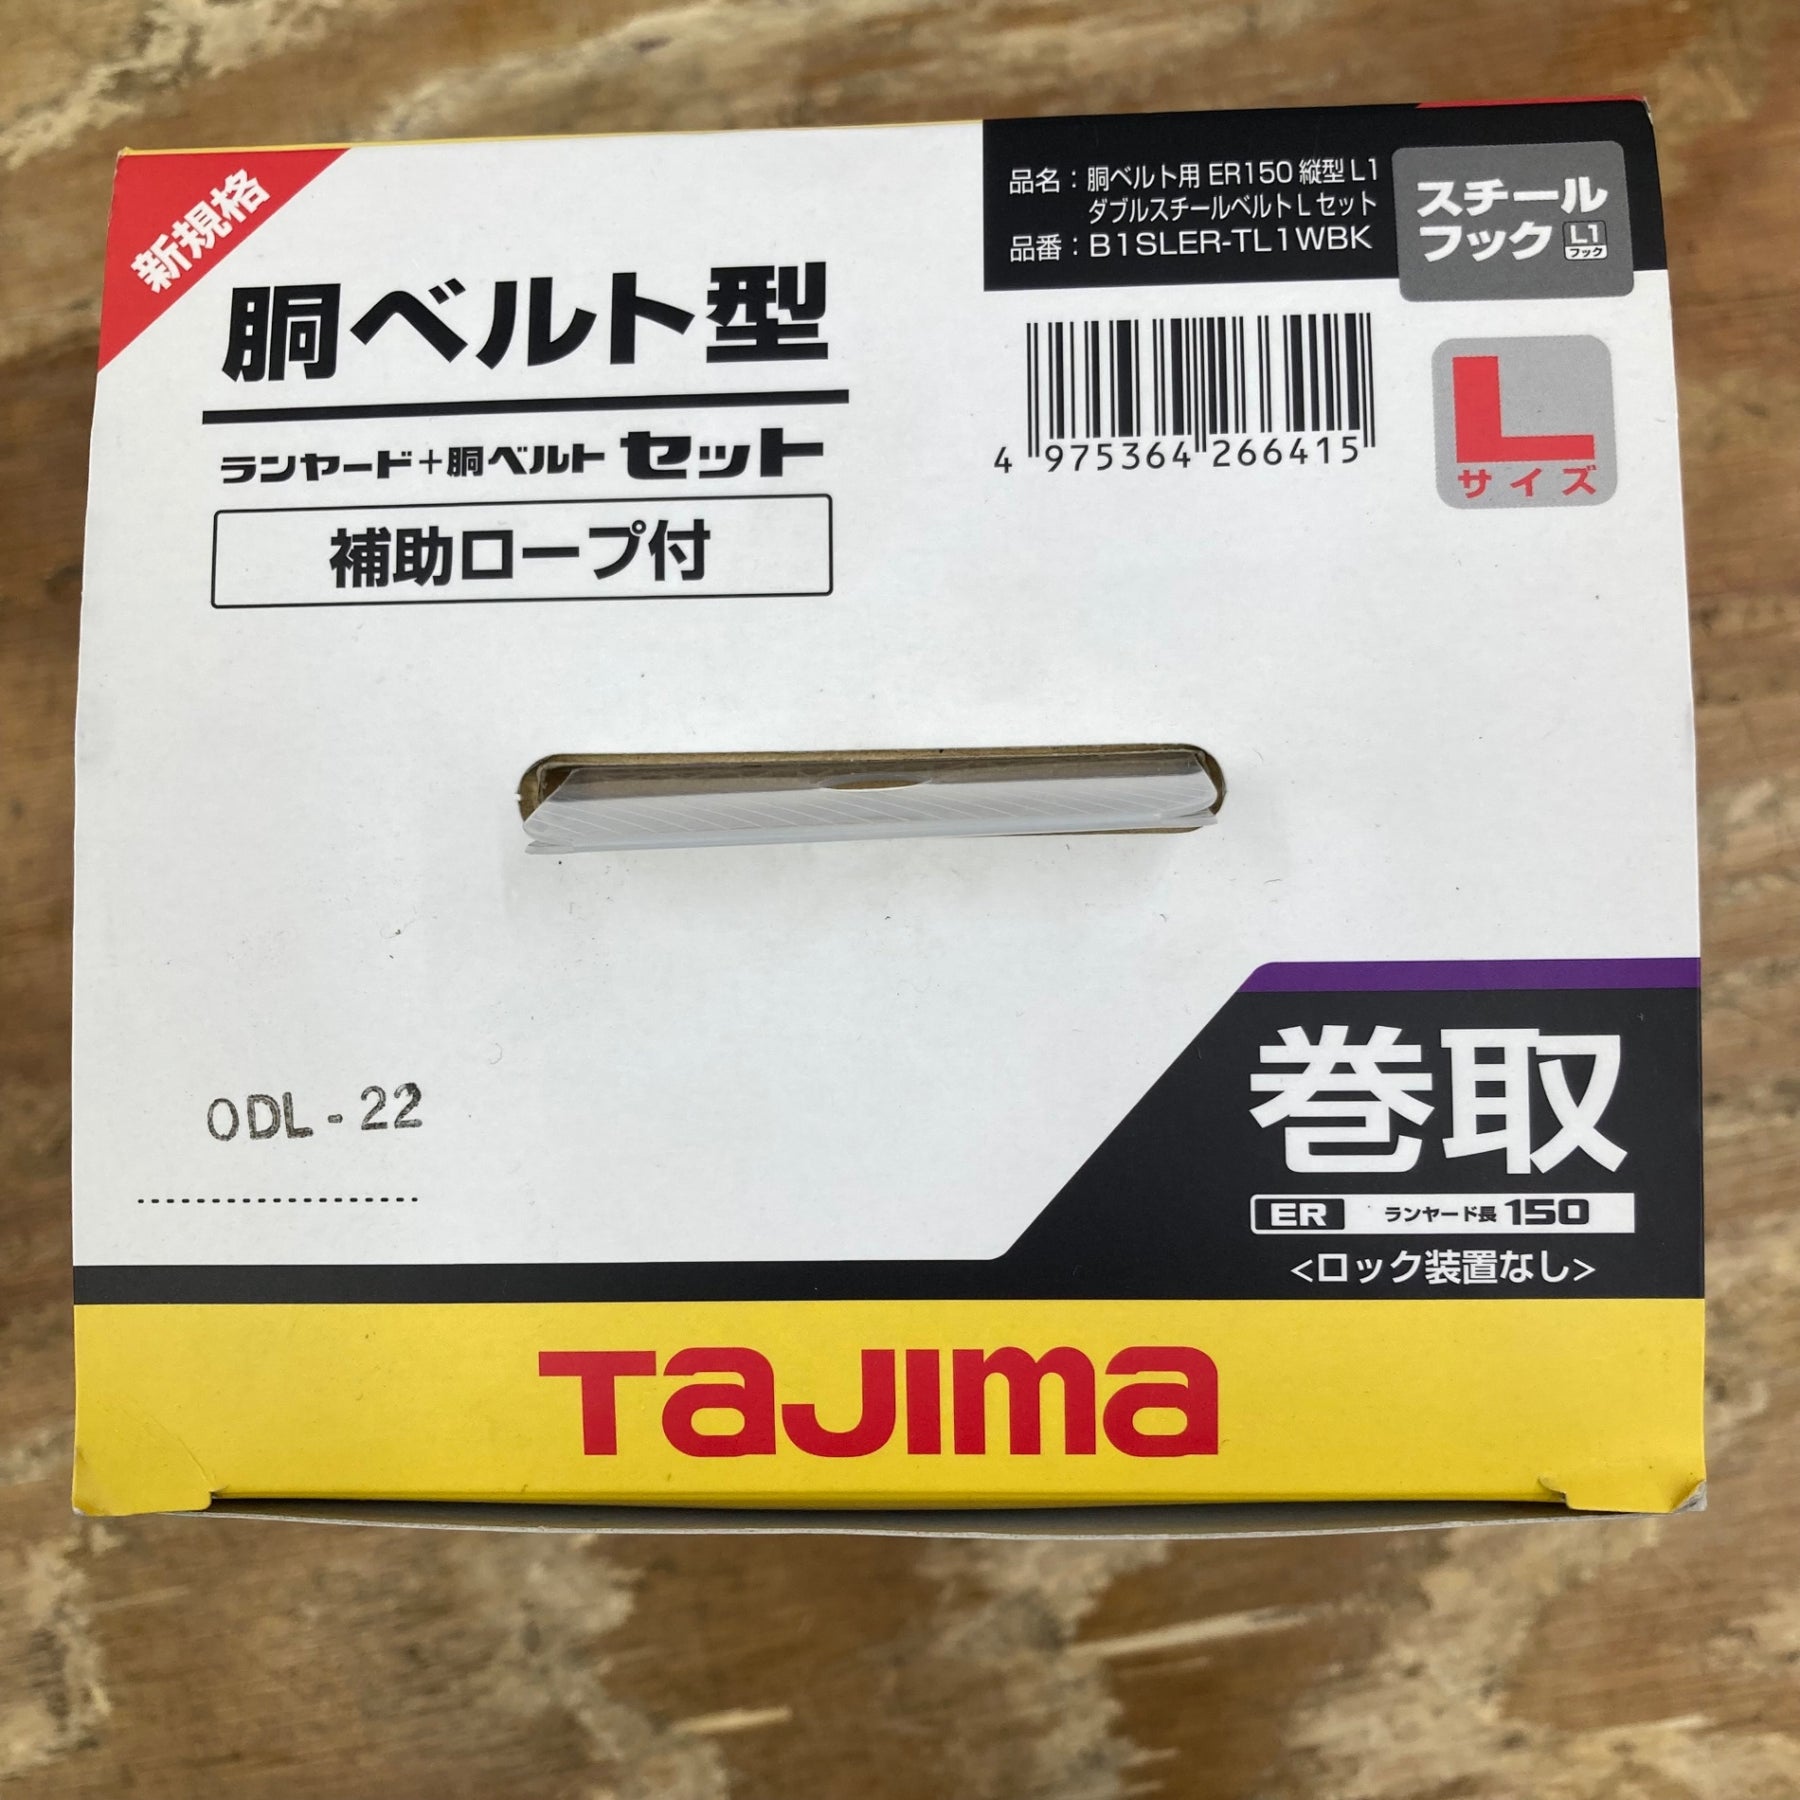 新規格
胴ベルト型
ランヤード+胴ベルト セット
補助ロープ付
品名：胴ベルト用 ER150 縦型 L1
ダブルスチールベルト L セット
品番：B1SLER-TL1WBK
スチール
フック L1
フック
4 975364 266415
L
サイズ
ODL-22
巻取
ER ランヤード長 150
<ロック装置なし>
TaJIma